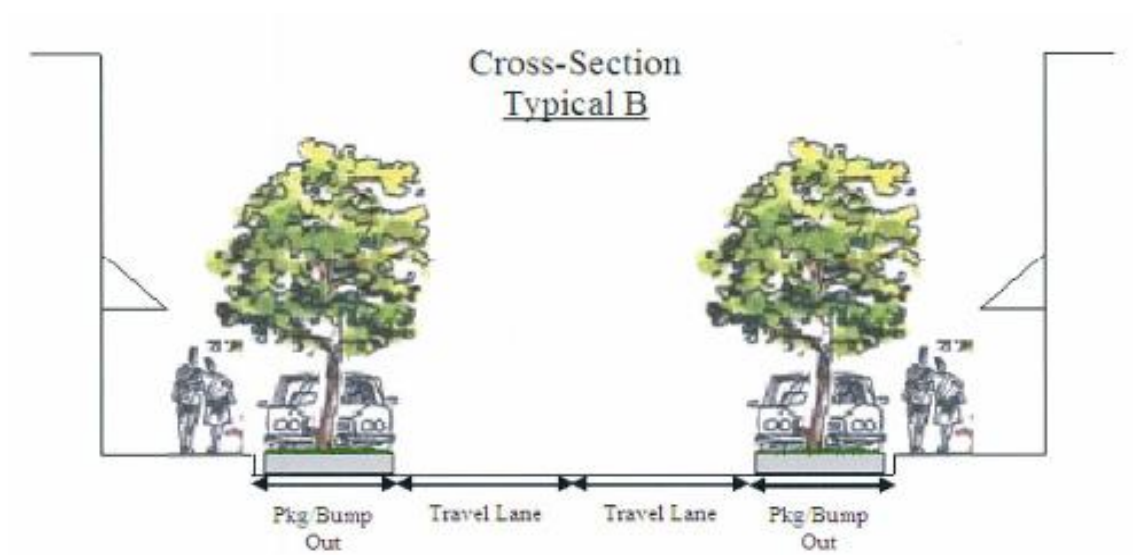 Cross-Section
Typical B
Pkg/Bump
Out
Travel Lane
Travel Lane
Pkg/Bump
Out